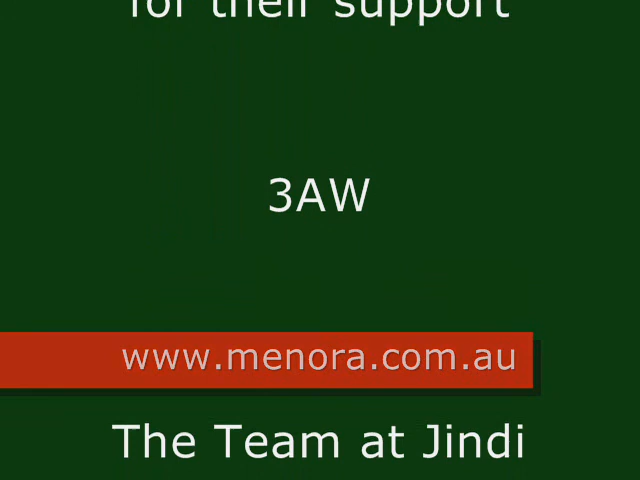 for their support
3AW
www.menora.com.au
The Team at Jindi